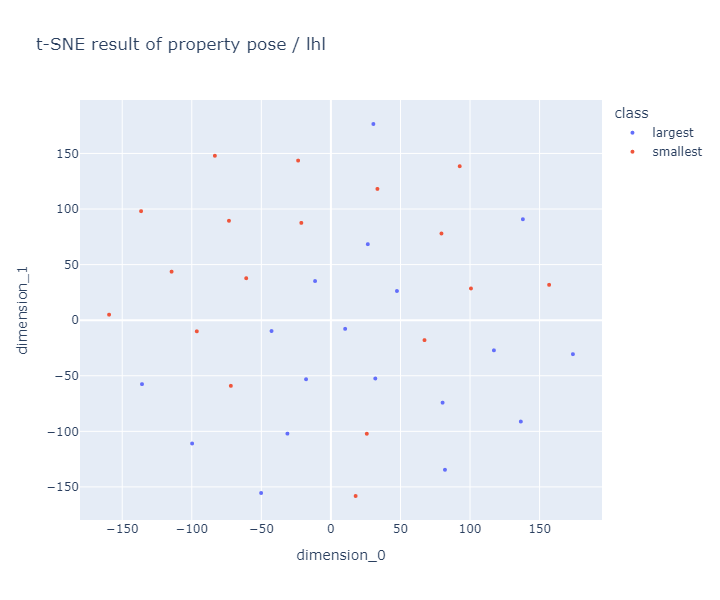 t-SNE result of property pose / lhl
class
largest
smallest
dimension_1
150
100
50
0
−50
−100
−150
−150
−100
−50
0
50
100
150
dimension_0